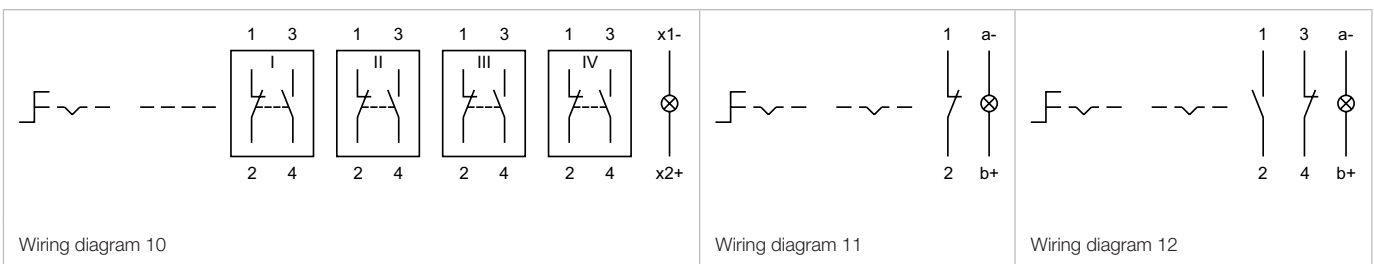 1 3 1 3 1 3 1 3 x1- 1 a- 1 3 a-
I II III IV
2 4 2 4 2 4 2 4 x2+ 2 b+ 2 4 b+
Wiring diagram 10 Wiring diagram 11 Wiring diagram 12